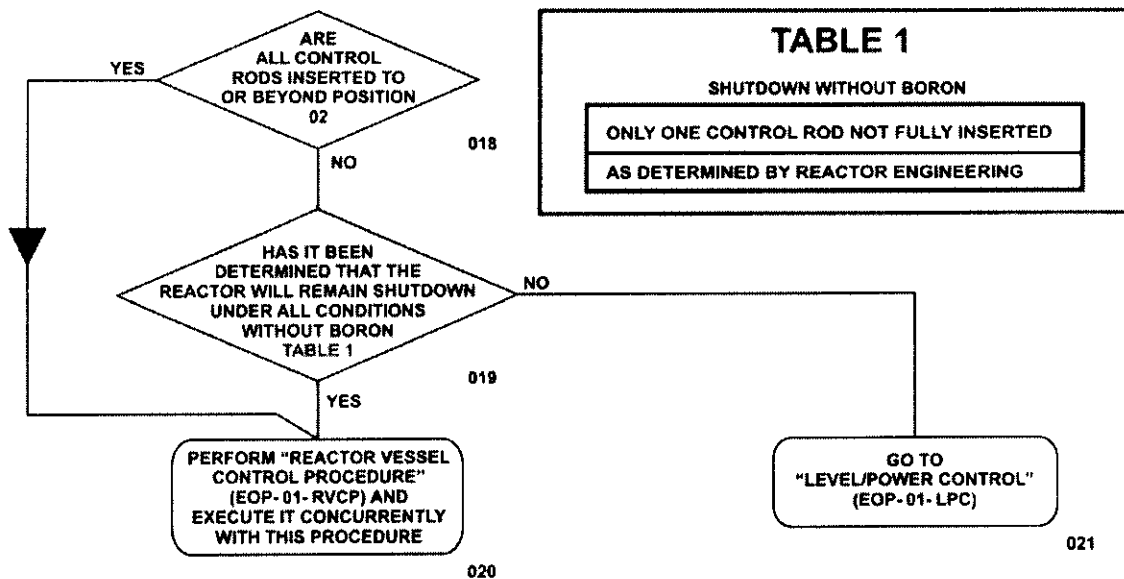 ARE
ALL CONTROL
RODS INSERTED TO
OR BEYOND POSITION
02
YES
018
NO
TABLE 1
SHUTDOWN WITHOUT BORON
ONLY ONE CONTROL ROD NOT FULLY INSERTED
AS DETERMINED BY REACTOR ENGINEERING
HAS IT BEEN
DETERMINED THAT THE
REACTOR WILL REMAIN SHUTDOWN
UNDER ALL CONDITIONS
WITHOUT BORON
TABLE 1
NO
019
YES
PERFORM "REACTOR VESSEL
CONTROL PROCEDURE"
(EOP-01-RVCP) AND
EXECUTE IT CONCURRENTLY
WITH THIS PROCEDURE
020
GO TO
"LEVEL/POWER CONTROL"
(EOP-01-LPC)
021